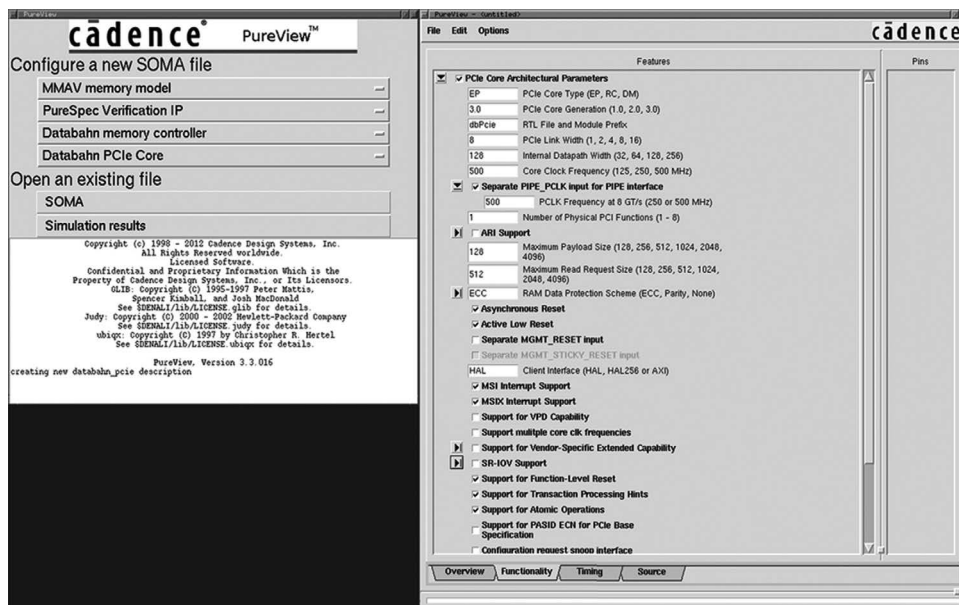 PureView
cādence® PureView™
Configure a new SOMA file
MMAV memory model
PureSpec Verification IP
Databahn memory controller
Databahn PCIe Core
Open an existing file
SOMA
Simulation results
Copyright (c) 1998 - 2012 Cadence Design Systems, Inc.
All Rights Reserved worldwide.
Licensed Software.
Confidential and Proprietary Information Which is the
Property of Cadence Design Systems, Inc., or Its Licensors.
GLIB: Copyright (C) 1995-1997 Peter Mattis,
Spencer Kimball, and Josh MacDonald
See $DENALI/lib/LICENSE.glib for details.
Judy: Copyright (C) 2000 - 2002 Hewlett-Packard Company
See $DENALI/lib/LICENSE.judy for details.
ubiqx: Copyright (C) 1997 by Christopher R. Hertel
See $DENALI/lib/LICENSE.ubiqx for details.
PureView, Version 3.3.016
creating new databahn_pcie description
PureView - (untitled)
File Edit Options
cādence
Features
Pins
PCIe Core Architectural Parameters
EP PCIe Core Type (EP, RC, DM)
3.0 PCIe Core Generation (1.0, 2.0, 3.0)
dbPcie RTL File and Module Prefix
8 PCIe Link Width (1, 2, 4, 8, 16)
128 Internal Datapath Width (32, 64, 128, 256)
500 Core Clock Frequency (125, 250, 500 MHz)
Separate PIPE_PCLK input for PIPE interface
500 PCLK Frequency at 8 GT/s (250 or 500 MHz)
1 Number of Physical PCI Functions (1 - 8)
ARI Support
128 Maximum Payload Size (128, 256, 512, 1024, 2048,
4096)
512 Maximum Read Request Size (128, 256, 512, 1024,
2048, 4096)
ECC RAM Data Protection Scheme (ECC, Parity, None)
Asynchronous Reset
Active Low Reset
Separate MGMT_RESET input
Separate MGMT_STICKY_RESET input
HAL Client Interface (HAL, HAL256 or AXI)
MSI Interrupt Support
MSIX Interrupt Support
Support for VPD Capability
Support mulitple core clk frequencies
Support for Vendor-Specific Extended Capability
SR-IOV Support
Support for Function-Level Reset
Support for Transaction Processing Hints
Support for Atomic Operations
Support for PASID ECN for PCIe Base
Specification
Configuration request snoop interface
Overview Functionality Timing Source